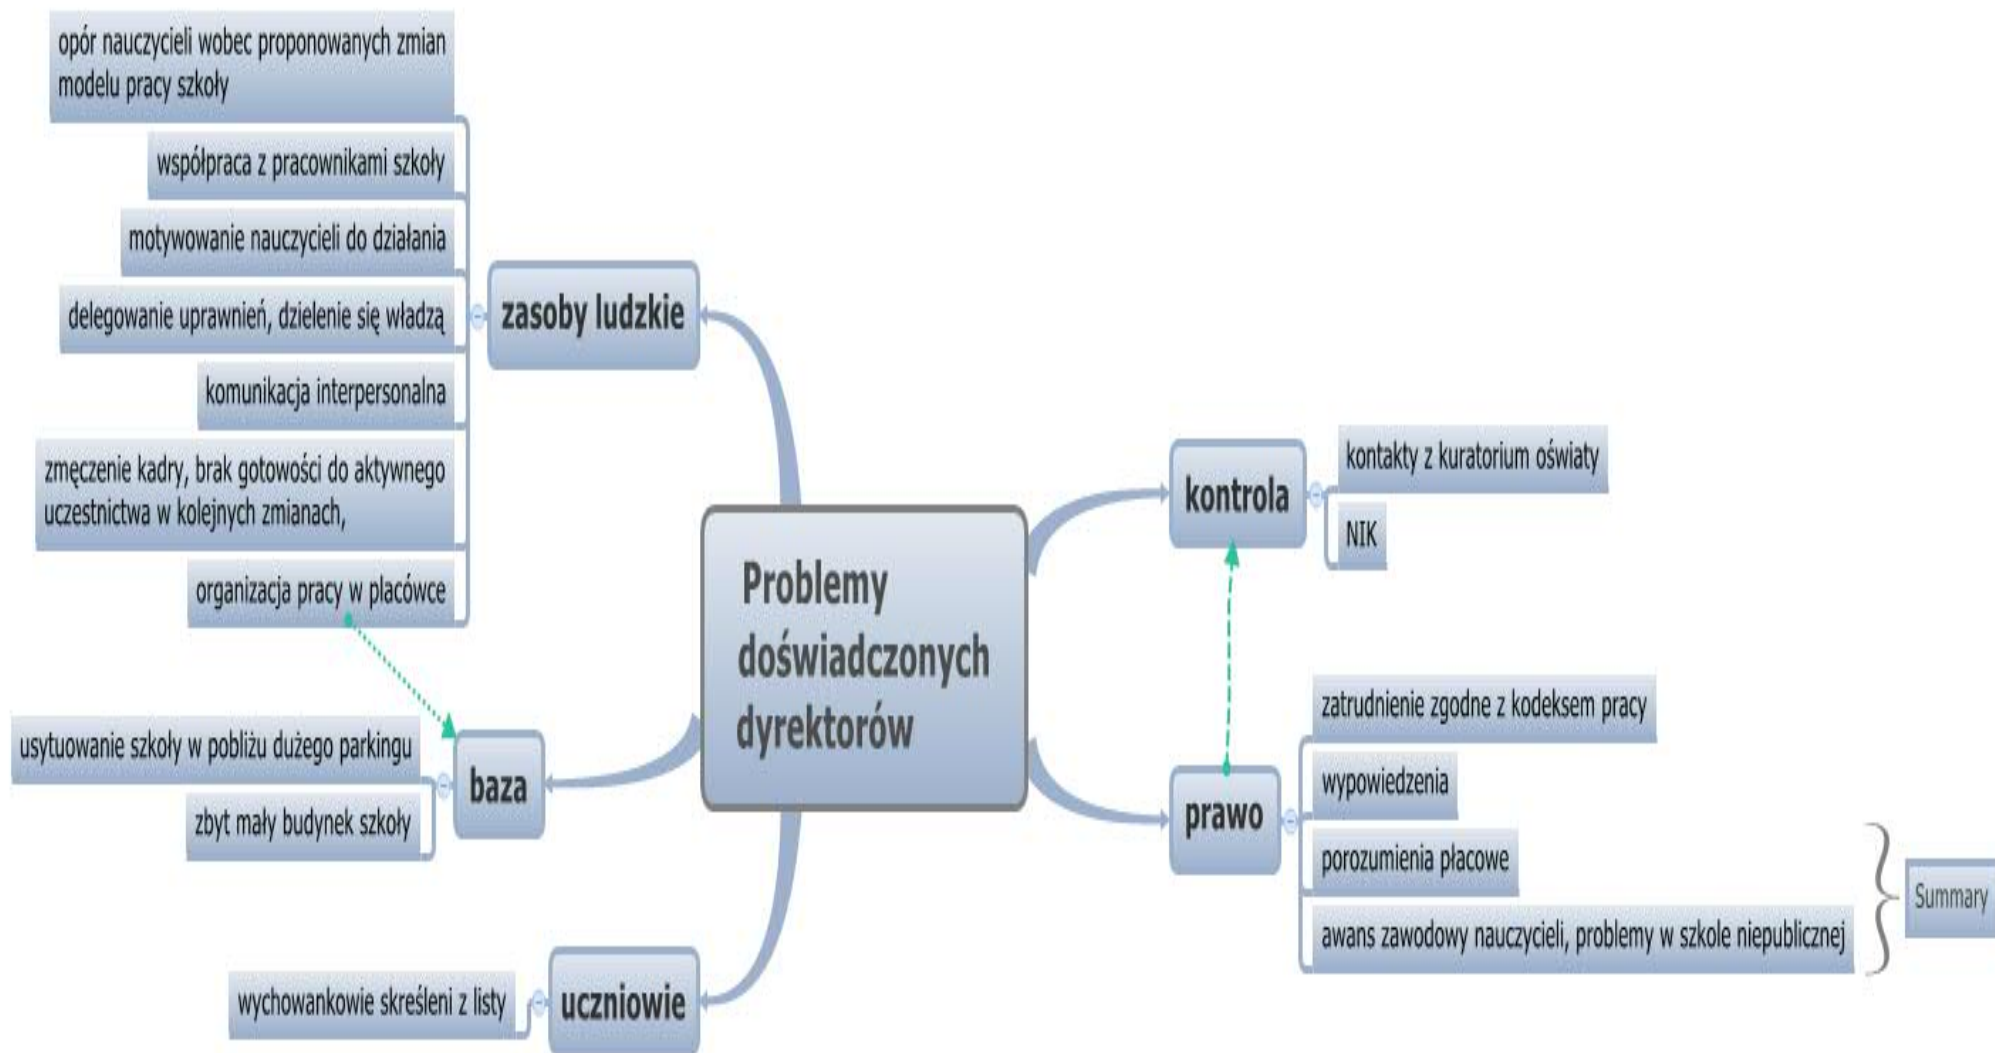 opór nauczycieli wobec proponowanych zmian
modelu pracy szkoły
współpraca z pracownikami szkoły
motywowanie nauczycieli do działania
delegowanie uprawnień, dzielenie się władzą
komunikacja interpersonalna
zmęczenie kadry, brak gotowości do aktywnego
uczestnictwa w kolejnych zmianach,
organizacja pracy w placówce
zasoby ludzkie
usytuowanie szkoły w pobliżu dużego parkingu
zbyt mały budynek szkoły
baza
wychowankowie skreśleni z listy
uczniowie
Problemy
doświadczonych
dyrektorów
kontrola
kontakty z kuratorium oświaty
NIK
prawo
zatrudnienie zgodne z kodeksem pracy
wypowiedzenia
porozumienia płacowe
awans zawodowy nauczycieli, problemy w szkole niepublicznej
Summary